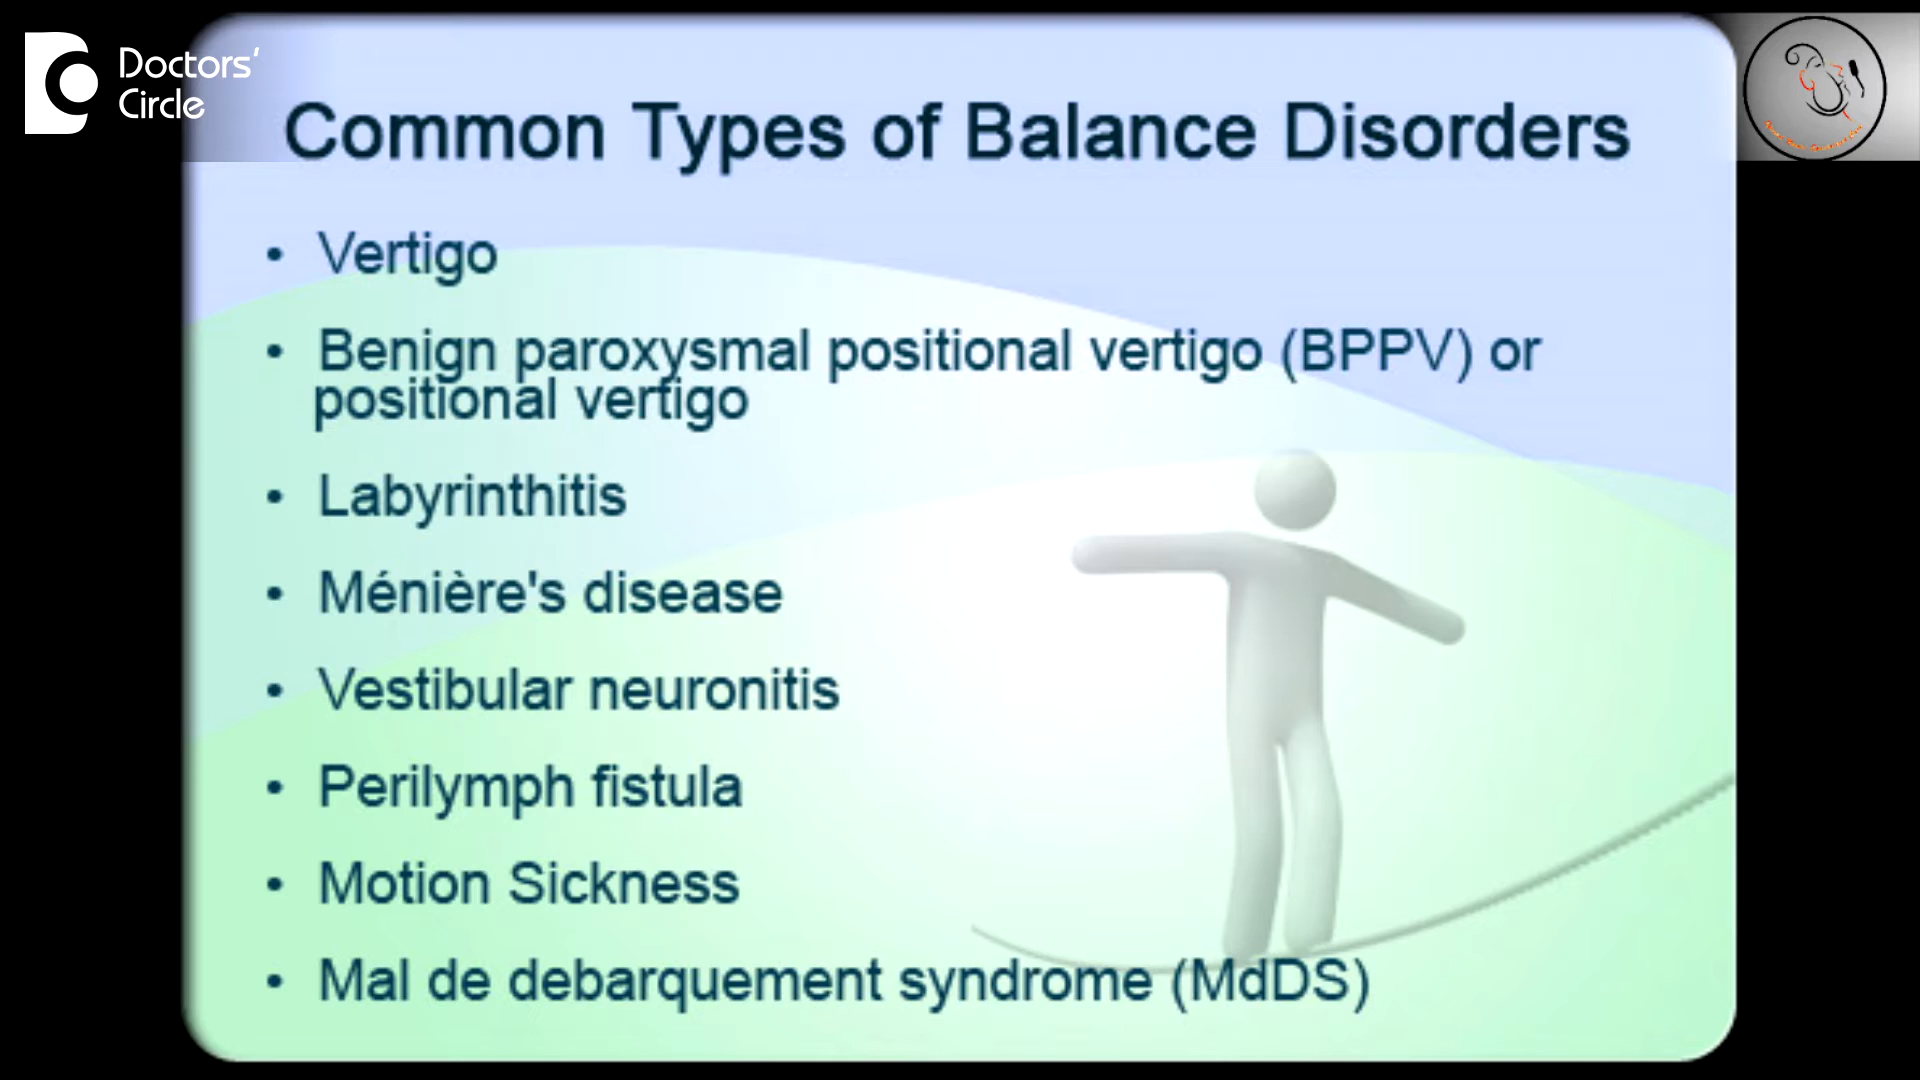 Doctors'
Circle
Common Types of Balance Disorders
• Vertigo
• Benign paroxysmal positional vertigo (BPPV) or
positional vertigo
• Labyrinthitis
• Ménière's disease
• Vestibular neuronitis
• Perilymph fistula
• Motion Sickness
• Mal de debarquement syndrome (MdDS)